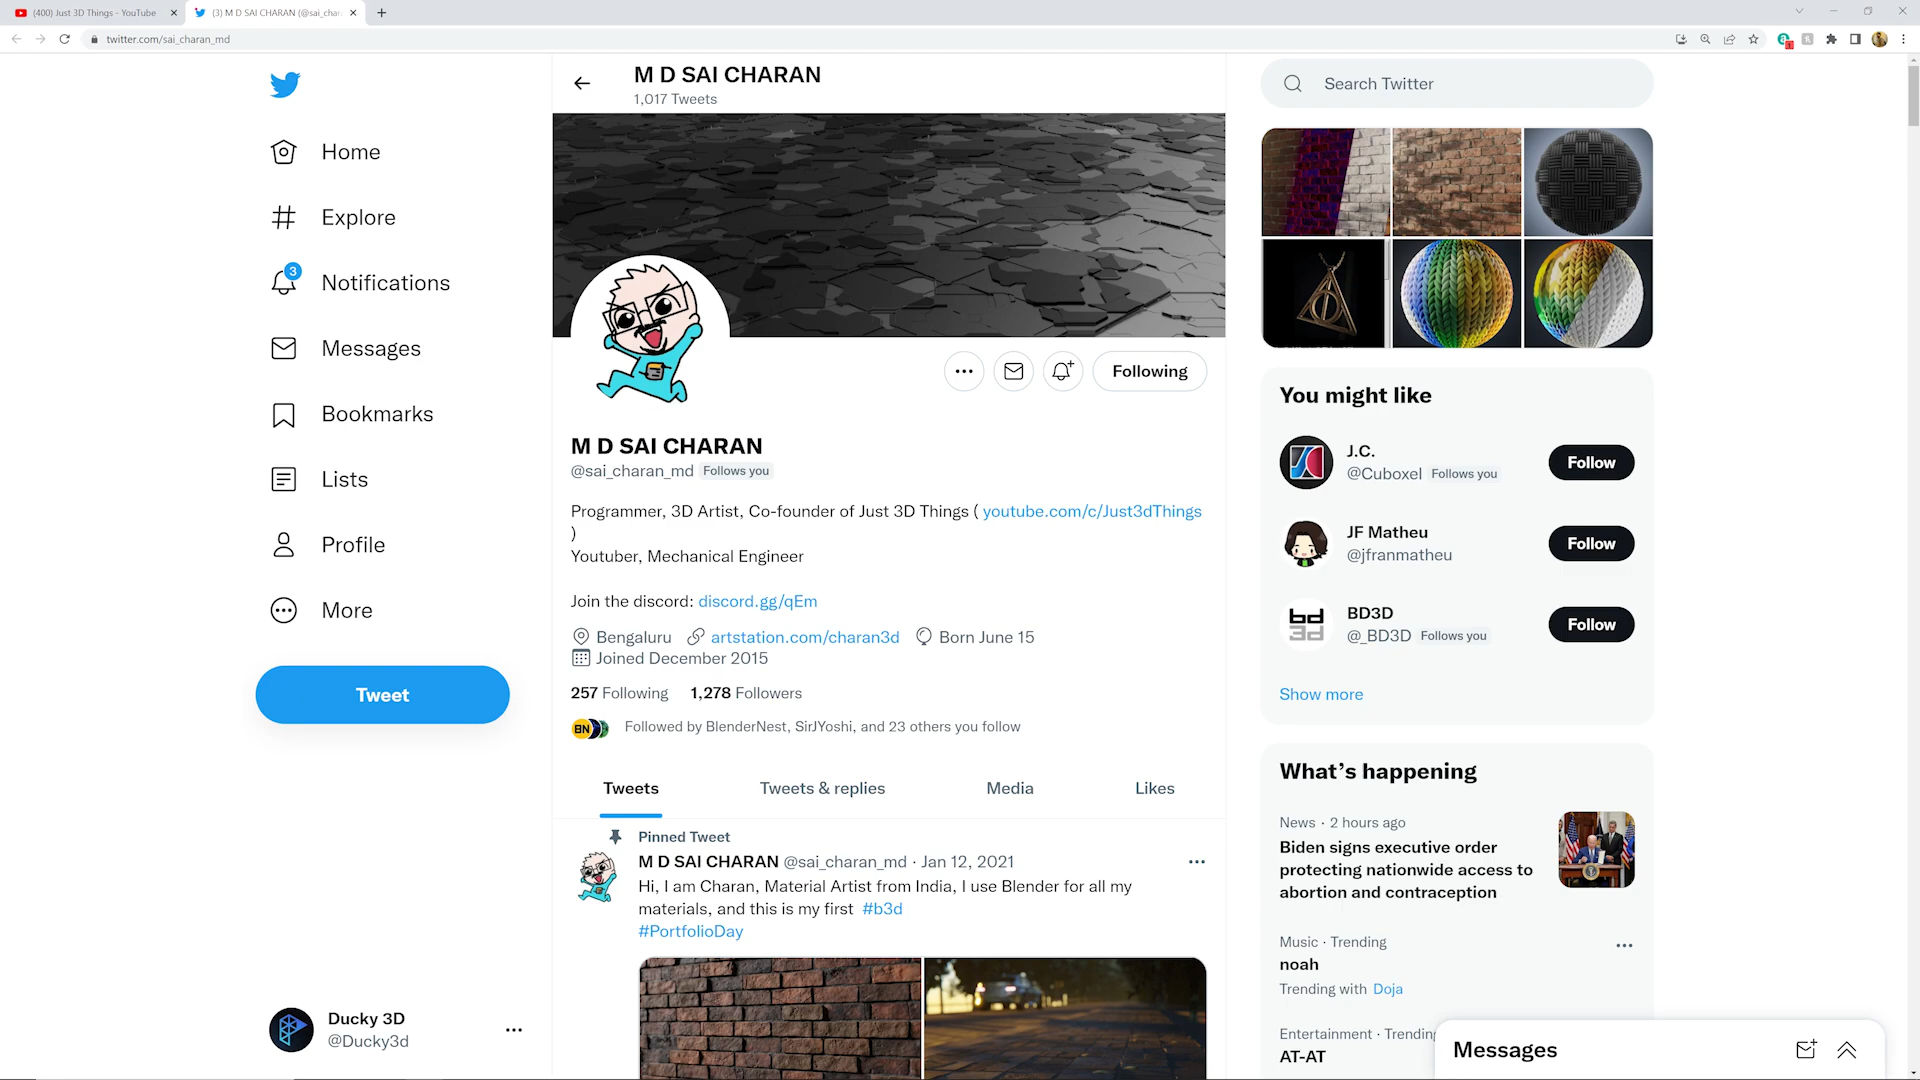 (400) Just 3D Things - YouTube
(3) M D SAI CHARAN (@sai_char
twitter.com/sai_charan_md
M D SAI CHARAN
1,017 Tweets
Search Twitter
Home
Explore
3
Notifications
Messages
Bookmarks
Lists
Profile
More
Tweet
Following
M D SAI CHARAN
@sai_charan_md Follows you
Programmer, 3D Artist, Co-founder of Just 3D Things ( youtube.com/c/Just3dThings
)
Youtuber, Mechanical Engineer
Join the discord: discord.gg/qEm
Bengaluru artstation.com/charan3d Born June 15
Joined December 2015
257 Following 1,278 Followers
BN Followed by BlenderNest, SirJYoshi, and 23 others you follow
Tweets Tweets & replies Media Likes
Pinned Tweet
M D SAI CHARAN @sai_charan_md · Jan 12, 2021
Hi, I am Charan, Material Artist from India, I use Blender for all my
materials, and this is my first #b3d
#PortfolioDay
You might like
J.C.
@Cuboxel Follows you
Follow
JF Matheu
@jfranmatheu
Follow
bd3d
BD3D
@_BD3D Follows you
Follow
Show more
What's happening
News · 2 hours ago
Biden signs executive order
protecting nationwide access to
abortion and contraception
Music · Trending
noah
Trending with Doja
Entertainment · Trending
AT-AT
Messages
Ducky 3D
@Ducky3d